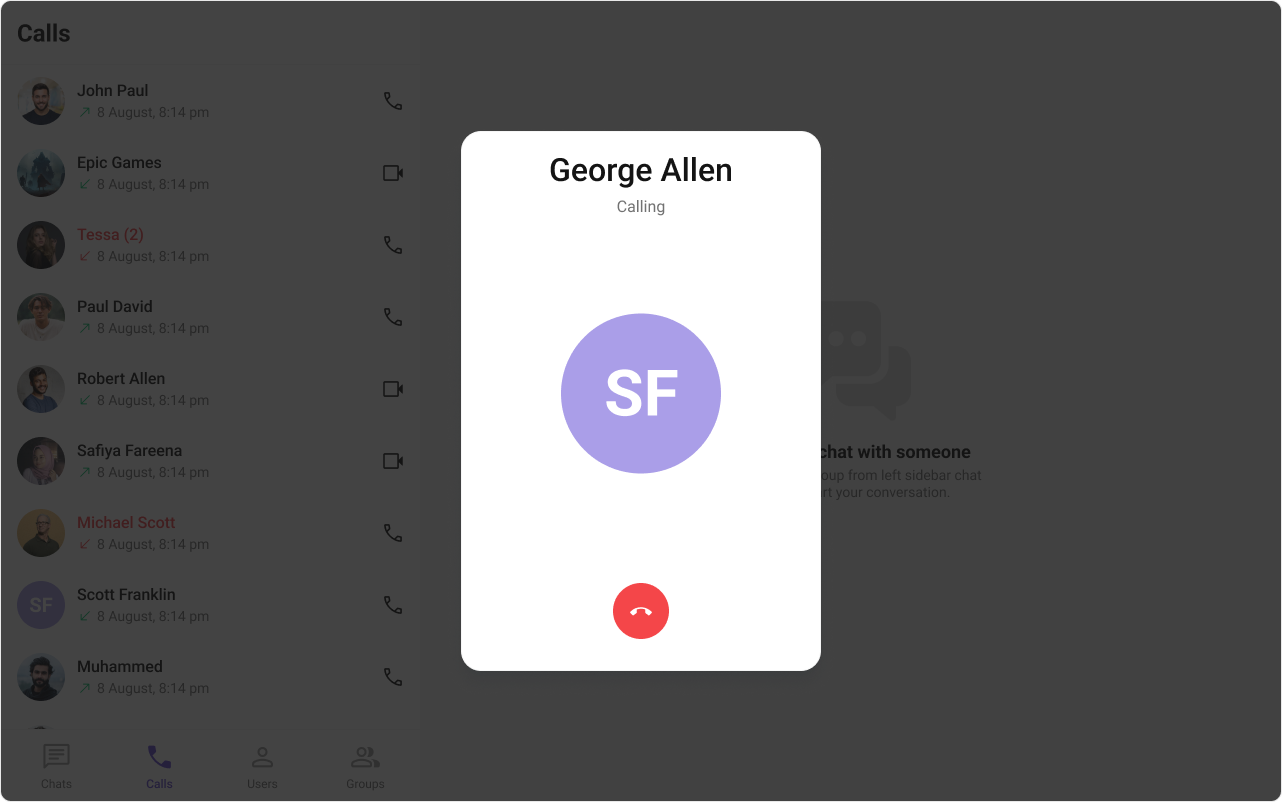 Calls
John Paul
8 August, 8:14 pm
Epic Games
8 August, 8:14 pm
Tessa (2)
8 August, 8:14 pm
Paul David
8 August, 8:14 pm
Robert Allen
8 August, 8:14 pm
Safiya Fareena
8 August, 8:14 pm
Michael Scott
8 August, 8:14 pm
SF
Scott Franklin
8 August, 8:14 pm
Muhammed
8 August, 8:14 pm
Chats
Calls
Users
Groups
George Allen
Calling
SF
chat with someone
from left sidebar chat
your conversation.